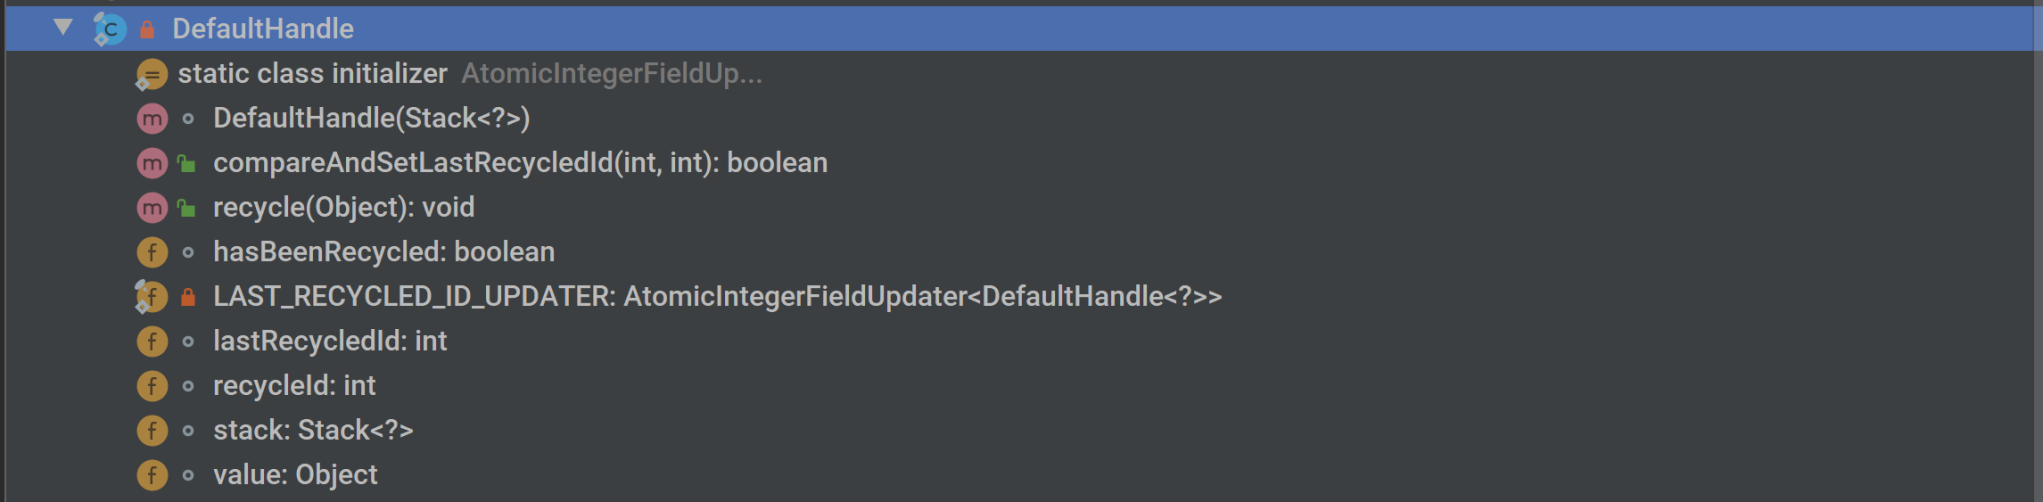 DefaultHandle
static class initializer AtomicIntegerFieldUp...
DefaultHandle(Stack<?>)
compareAndSetLastRecycledId(int, int): boolean
recycle(Object): void
hasBeenRecycled: boolean
LAST_RECYCLED_ID_UPDATER: AtomicIntegerFieldUpdater<DefaultHandle<?>>
lastRecycledId: int
recycleId: int
stack: Stack<?>
value: Object